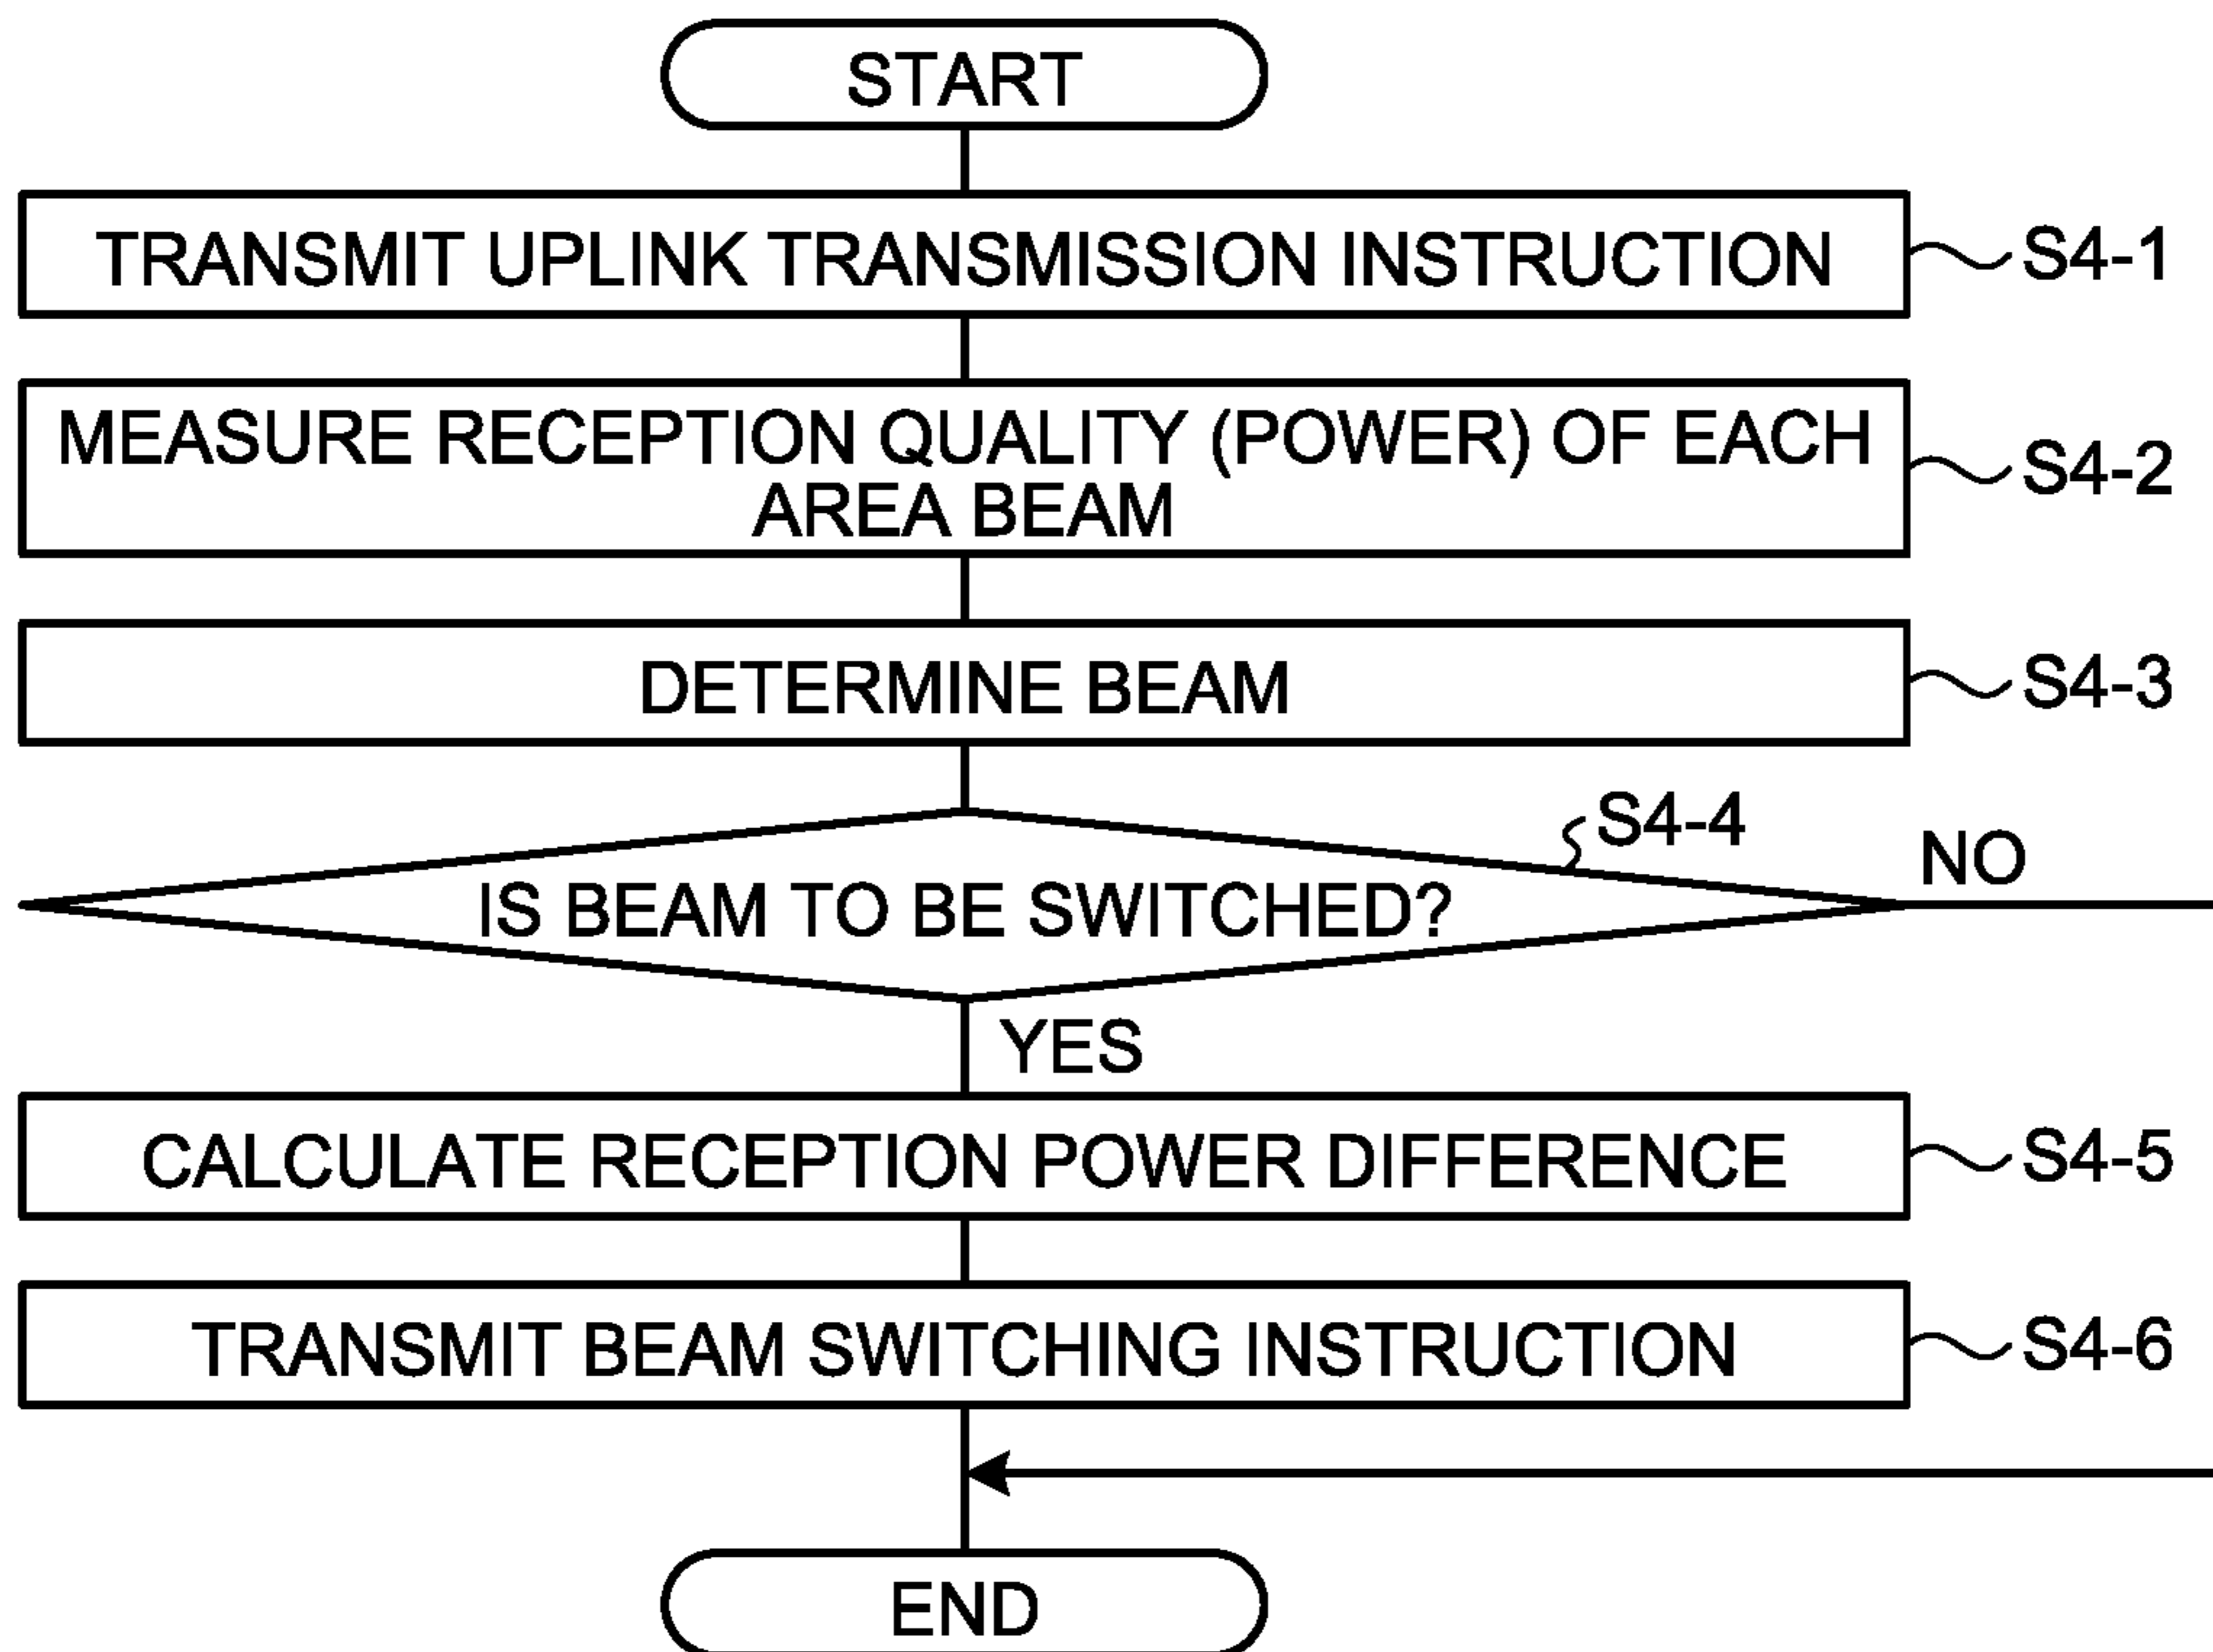 START
TRANSMIT UPLINK TRANSMISSION INSTRUCTION
S4-1
MEASURE RECEPTION QUALITY (POWER) OF EACH
AREA BEAM
S4-2
DETERMINE BEAM
S4-3
S4-4
IS BEAM TO BE SWITCHED?
NO
YES
CALCULATE RECEPTION POWER DIFFERENCE
S4-5
TRANSMIT BEAM SWITCHING INSTRUCTION
S4-6
END